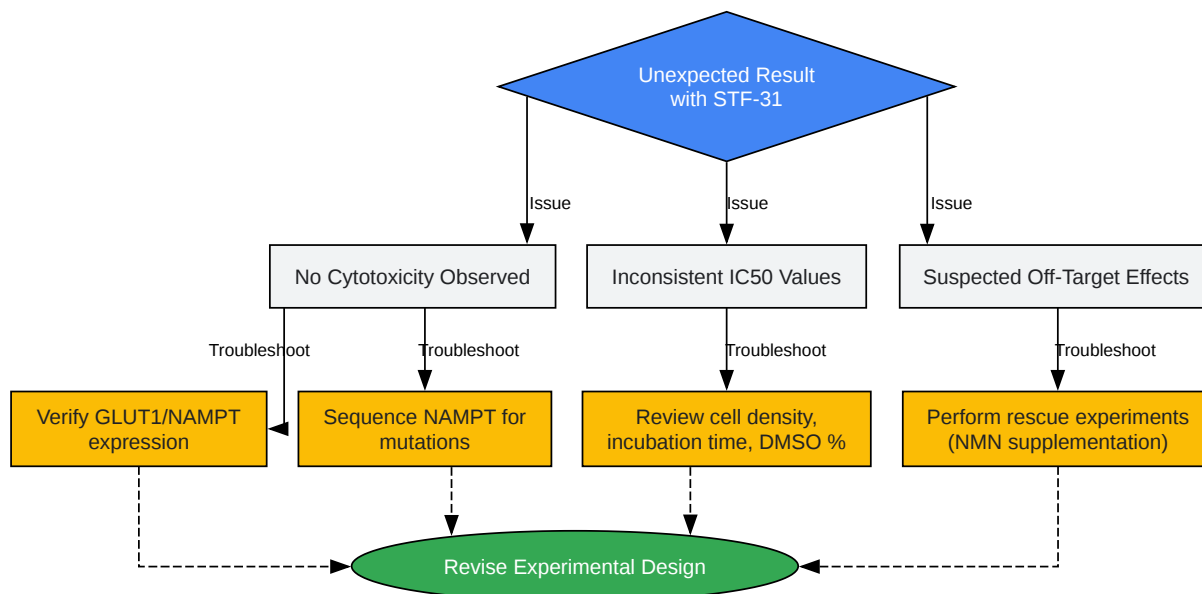 Unexpected Result
with STF-31
Issue
Issue
Issue
No Cytotoxicity Observed
Inconsistent IC50 Values
Suspected Off-Target Effects
Troubleshoot
Troubleshoot
Troubleshoot
Troubleshoot
Verify GLUT1/NAMPT
expression
Sequence NAMPT for
mutations
Review cell density,
incubation time, DMSO %
Perform rescue experiments
(NMN supplementation)
Revise Experimental Design